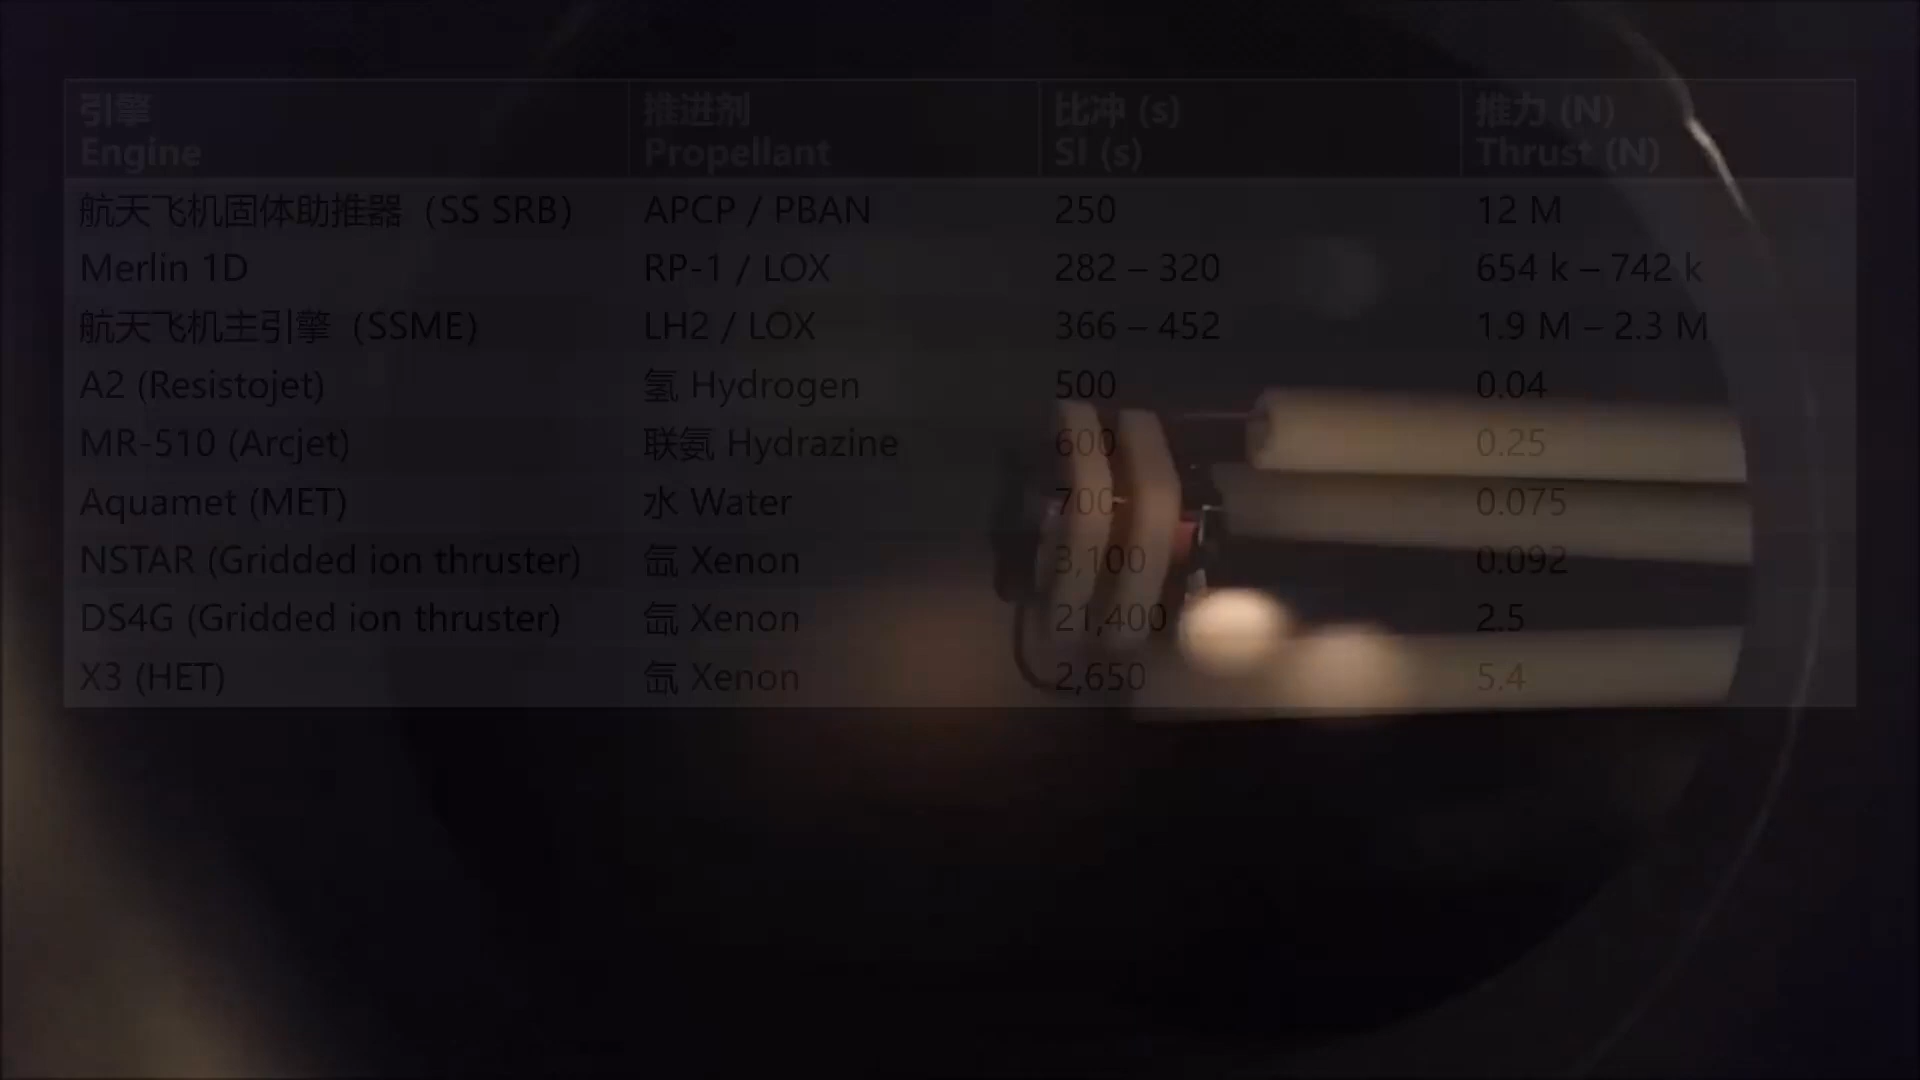 引擎 推进剂 比冲 (s) 推力 (N)
Engine Propellant SI (s) Thrust (N)
航天飞机固体助推器（SS SRB） APCP / PBAN 250 12 M
Merlin 1D RP-1 / LOX 282 – 320 654 k – 742 k
航天飞机主引擎（SSME） LH2 / LOX 366 – 452 1.9 M – 2.3 M
A2 (Resistojet) 氢 Hydrogen 500 0.04
MR-510 (Arcjet) 联氨 Hydrazine 600 0.25
Aquamet (MET) 水 Water 700 0.075
NSTAR (Gridded ion thruster) 氙 Xenon 3,100 0.092
DS4G (Gridded ion thruster) 氙 Xenon 21,400 2.5
X3 (HET) 氙 Xenon 2,650 5.4